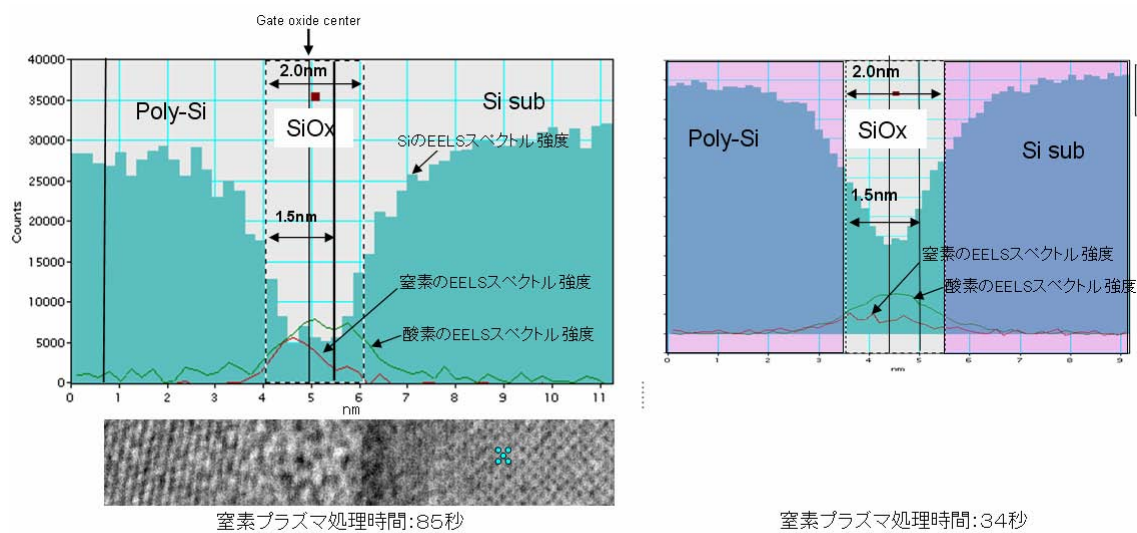 Gate oxide center
40000
35000
30000
25000
20000
15000
10000
5000
0
Counts
2.0nm
Poly-Si
SiOx
Si sub
SiのEELSスペクトル強度
1.5nm
窒素のEELSスペクトル強度
酸素のEELSスペクトル強度
0 1 2 3 4 5 6 7 8 9 10 11
nm
窒素プラズマ処理時間:85秒
2.0nm
Poly-Si
SiOx
Si sub
1.5nm
窒素のEELSスペクトル強度
酸素のEELSスペクトル強度
0 1 2 3 4 5 6 7 8 9
nm
窒素プラズマ処理時間:34秒